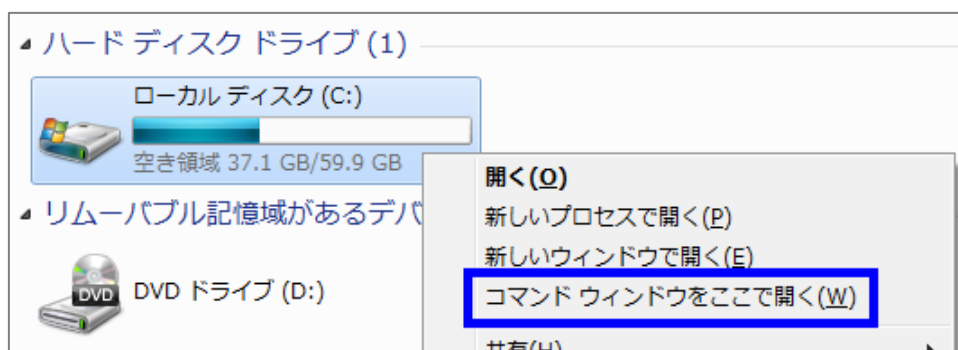 ハード ディスク ドライブ (1)
ローカル ディスク (C:)
空き領域 37.1 GB/59.9 GB
リムーバブル記憶域があるデバ
DVD ドライブ (D:)
DVD
開く(O)
新しいプロセスで開く(P)
新しいウィンドウで開く(E)
コマンド ウィンドウをここで開く(W)
共有(H)